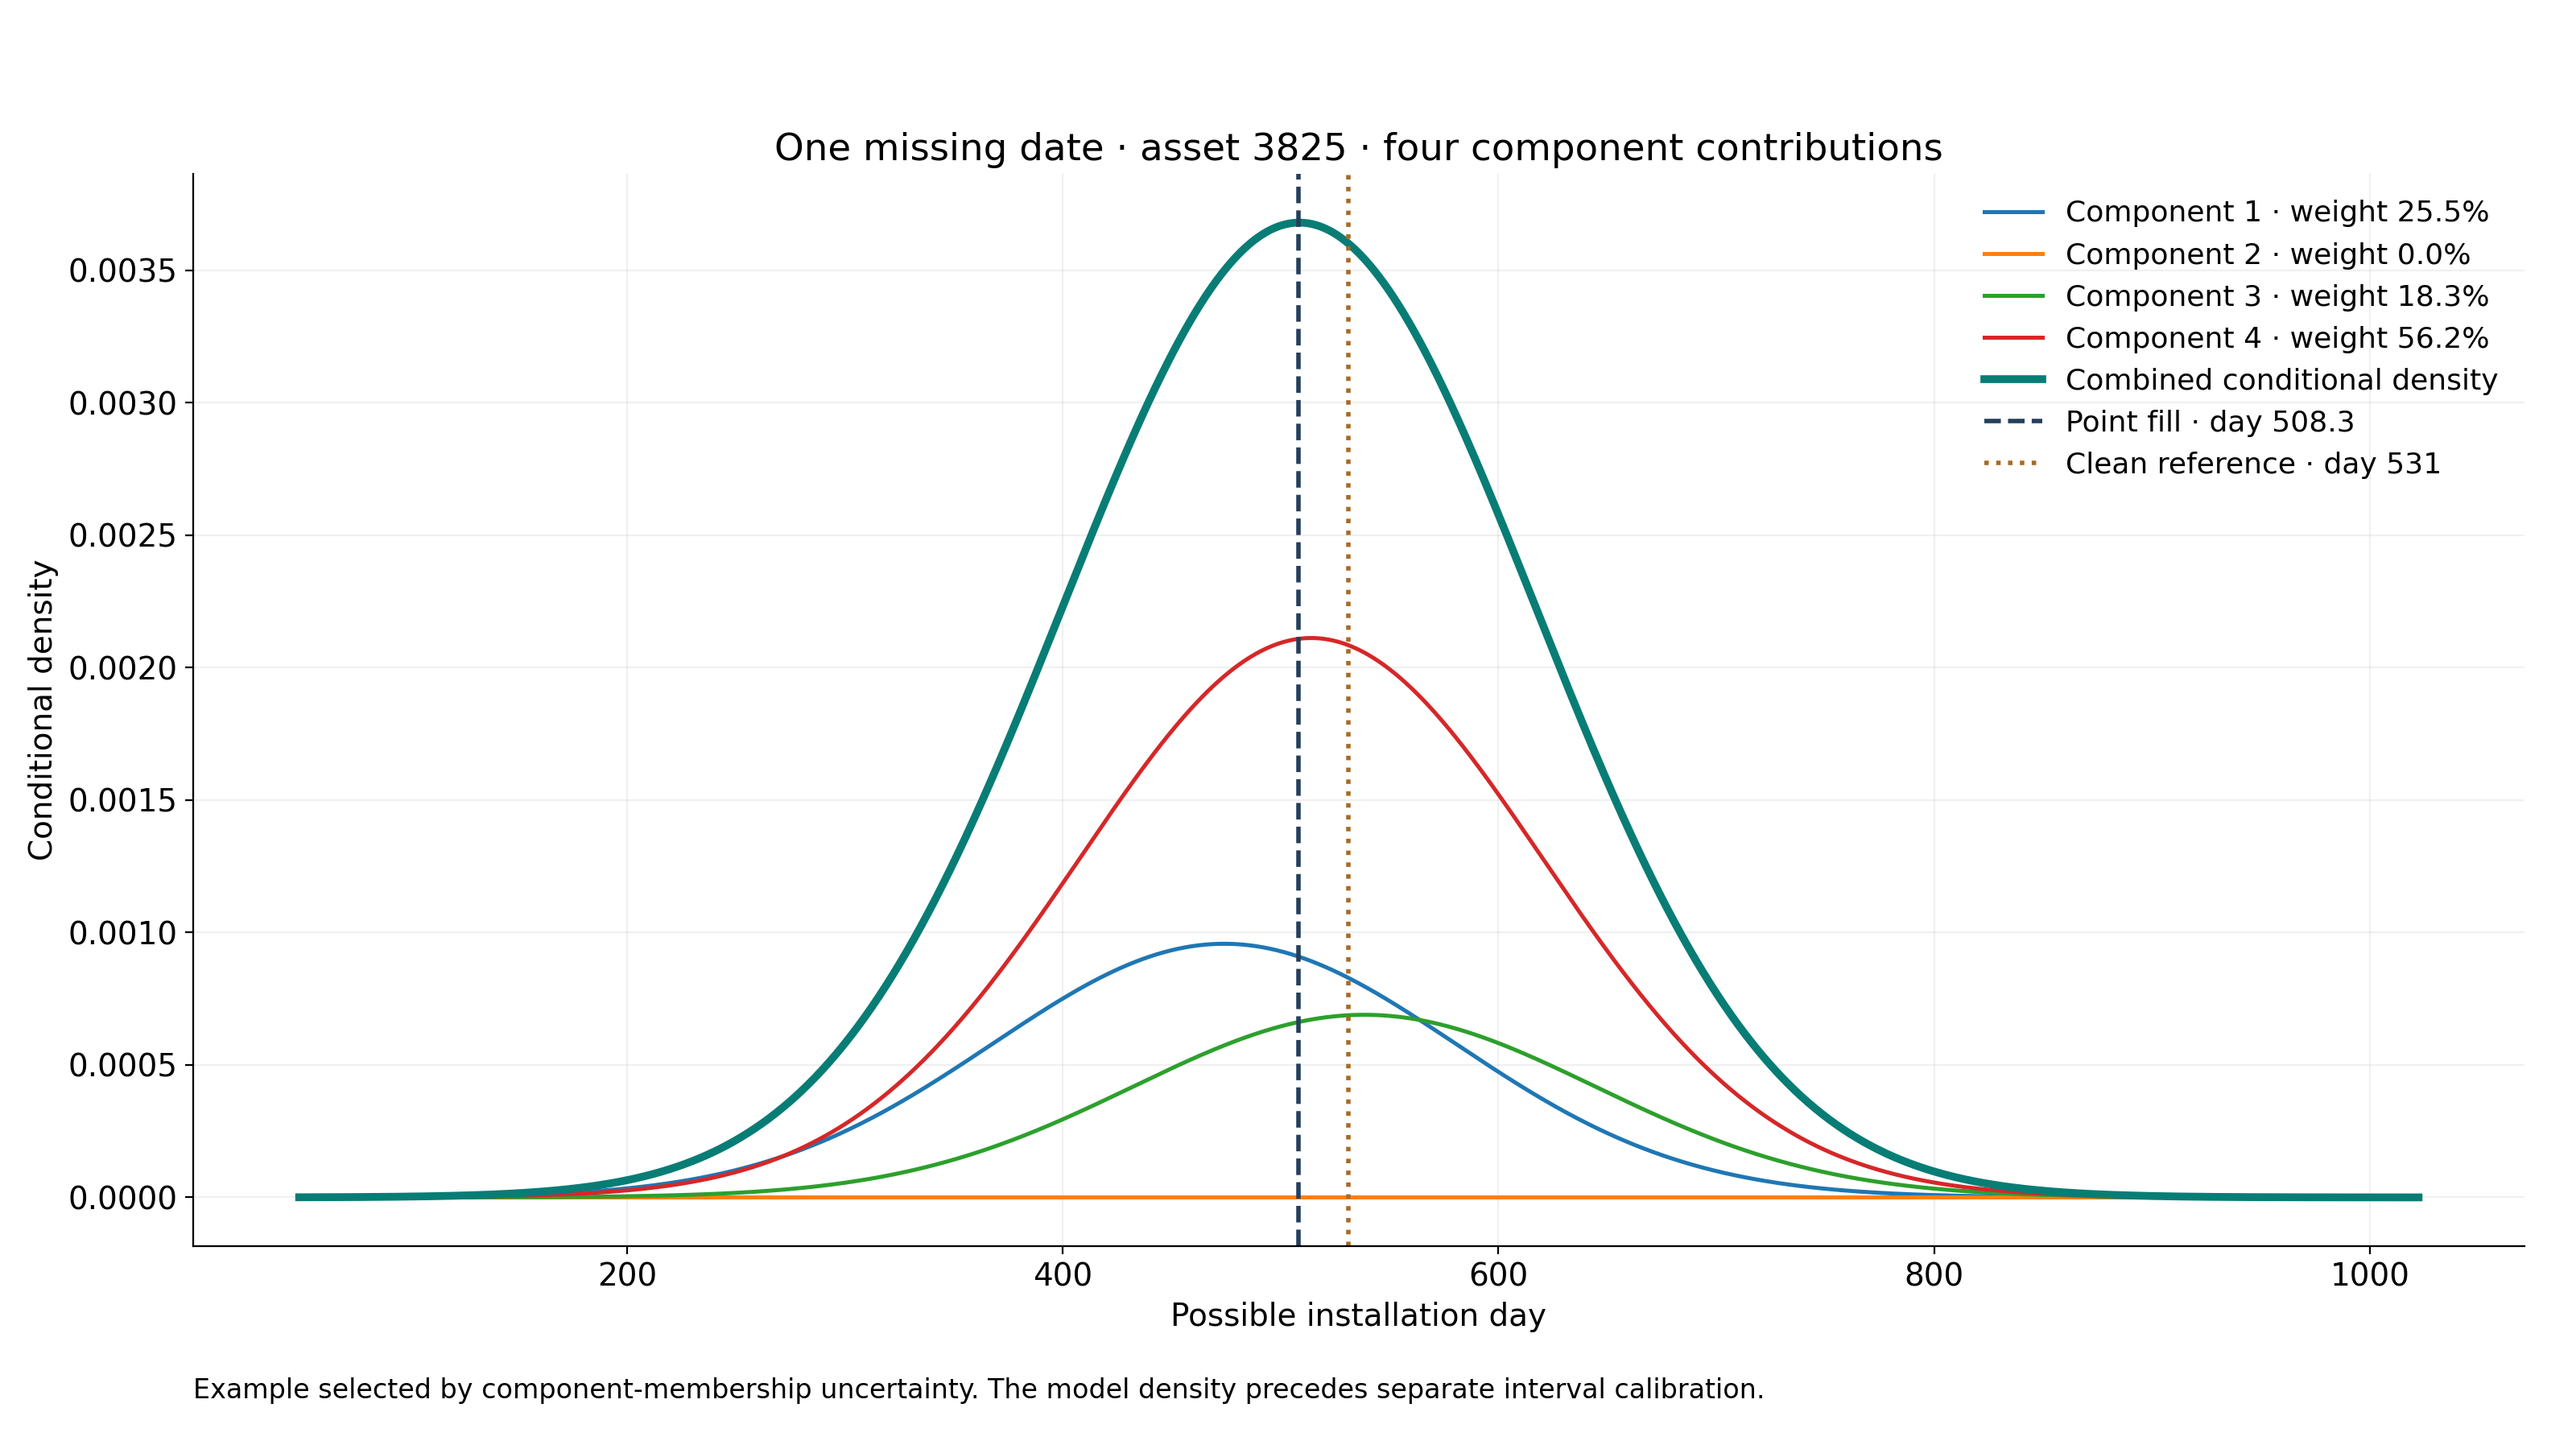 One missing date · asset 3825 · four component contributions
Component 1 · weight 25.5%
Component 2 · weight 0.0%
Component 3 · weight 18.3%
Component 4 · weight 56.2%
Combined conditional density
Point fill · day 508.3
Clean reference · day 531
Conditional density
0.0035
0.0030
0.0025
0.0020
0.0015
0.0010
0.0005
0.0000
200 400 600 800 1000
Possible installation day
Example selected by component-membership uncertainty. The model density precedes separate interval calibration.